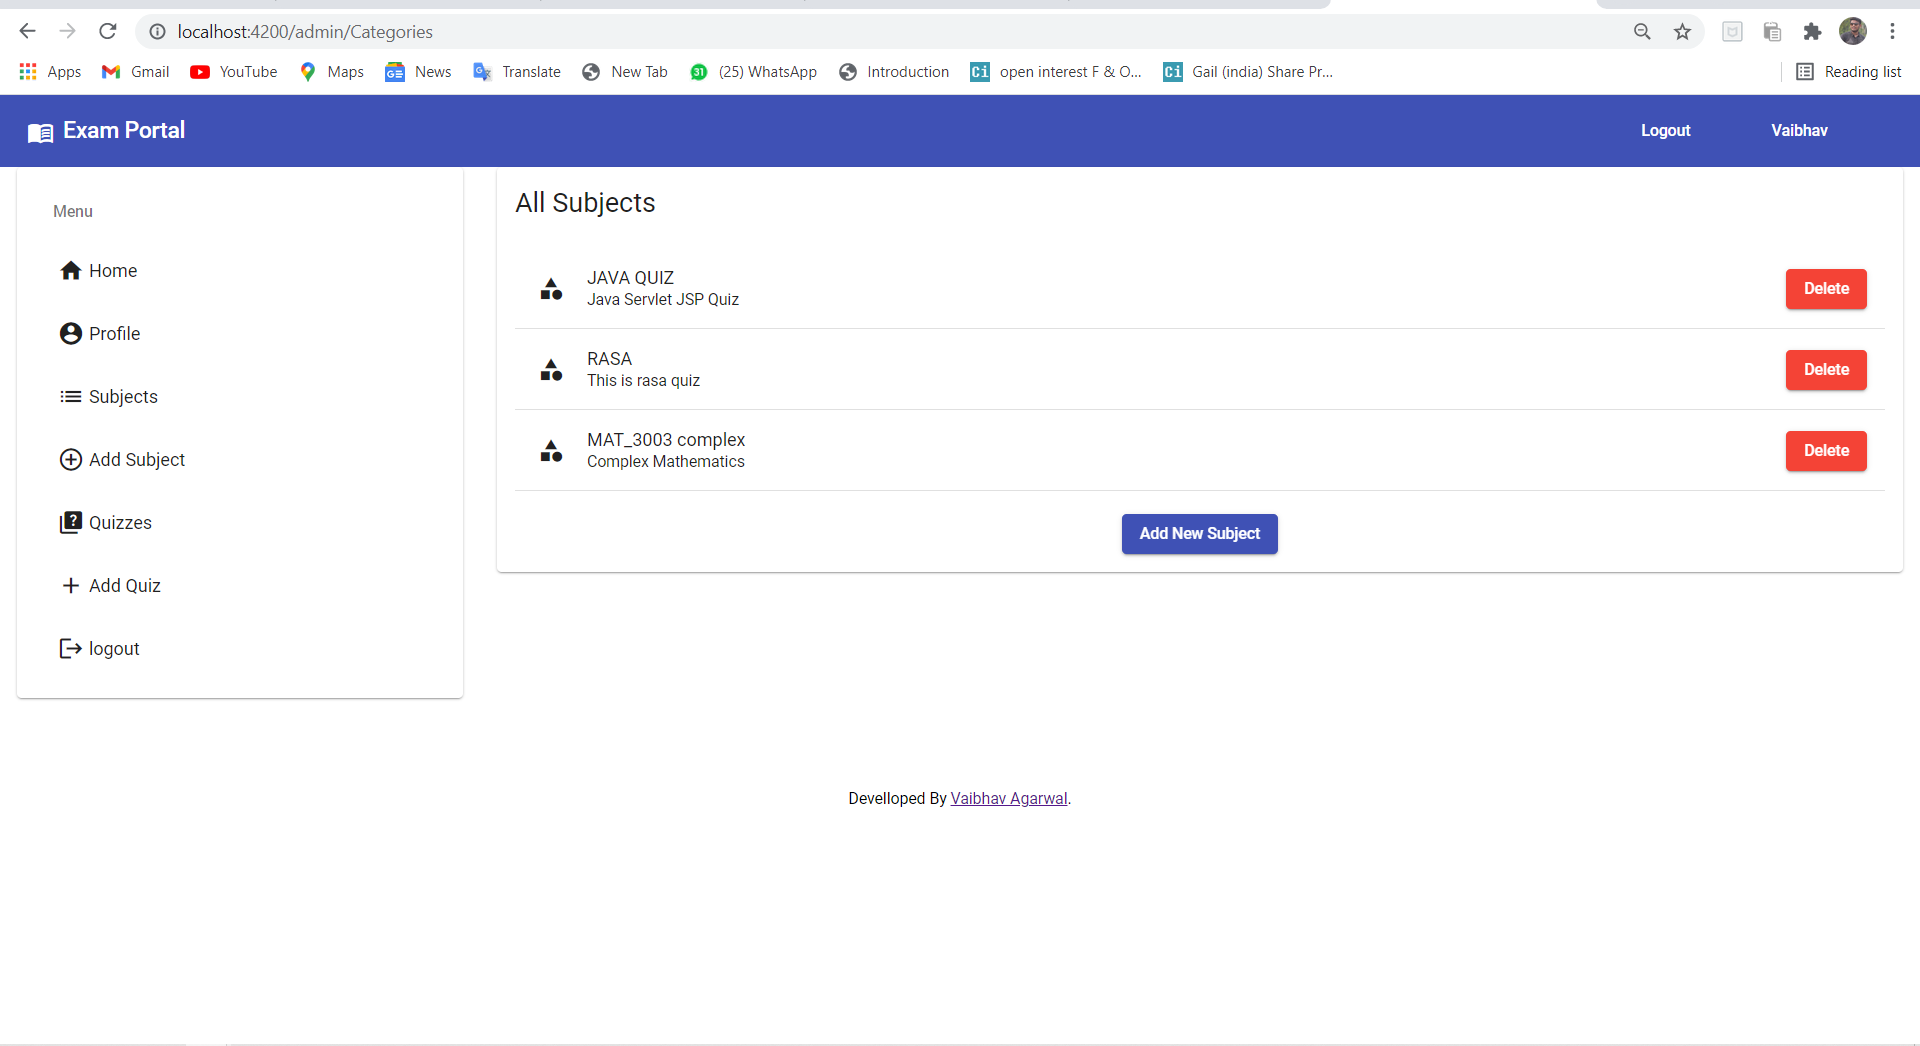 localhost:4200/admin/Categories
Apps Gmail YouTube Maps News Translate New Tab 31 (25) WhatsApp Introduction Ci open interest F & O... Ci Gail (india) Share Pr... Reading list
Exam Portal Logout Vaibhav
Menu
Home
Profile
Subjects
Add Subject
Quizzes
Add Quiz
logout
All Subjects
JAVA QUIZ
Java Servlet JSP Quiz
Delete
RASA
This is rasa quiz
Delete
MAT_3003 complex
Complex Mathematics
Delete
Add New Subject
Develloped By Vaibhav Agarwal.